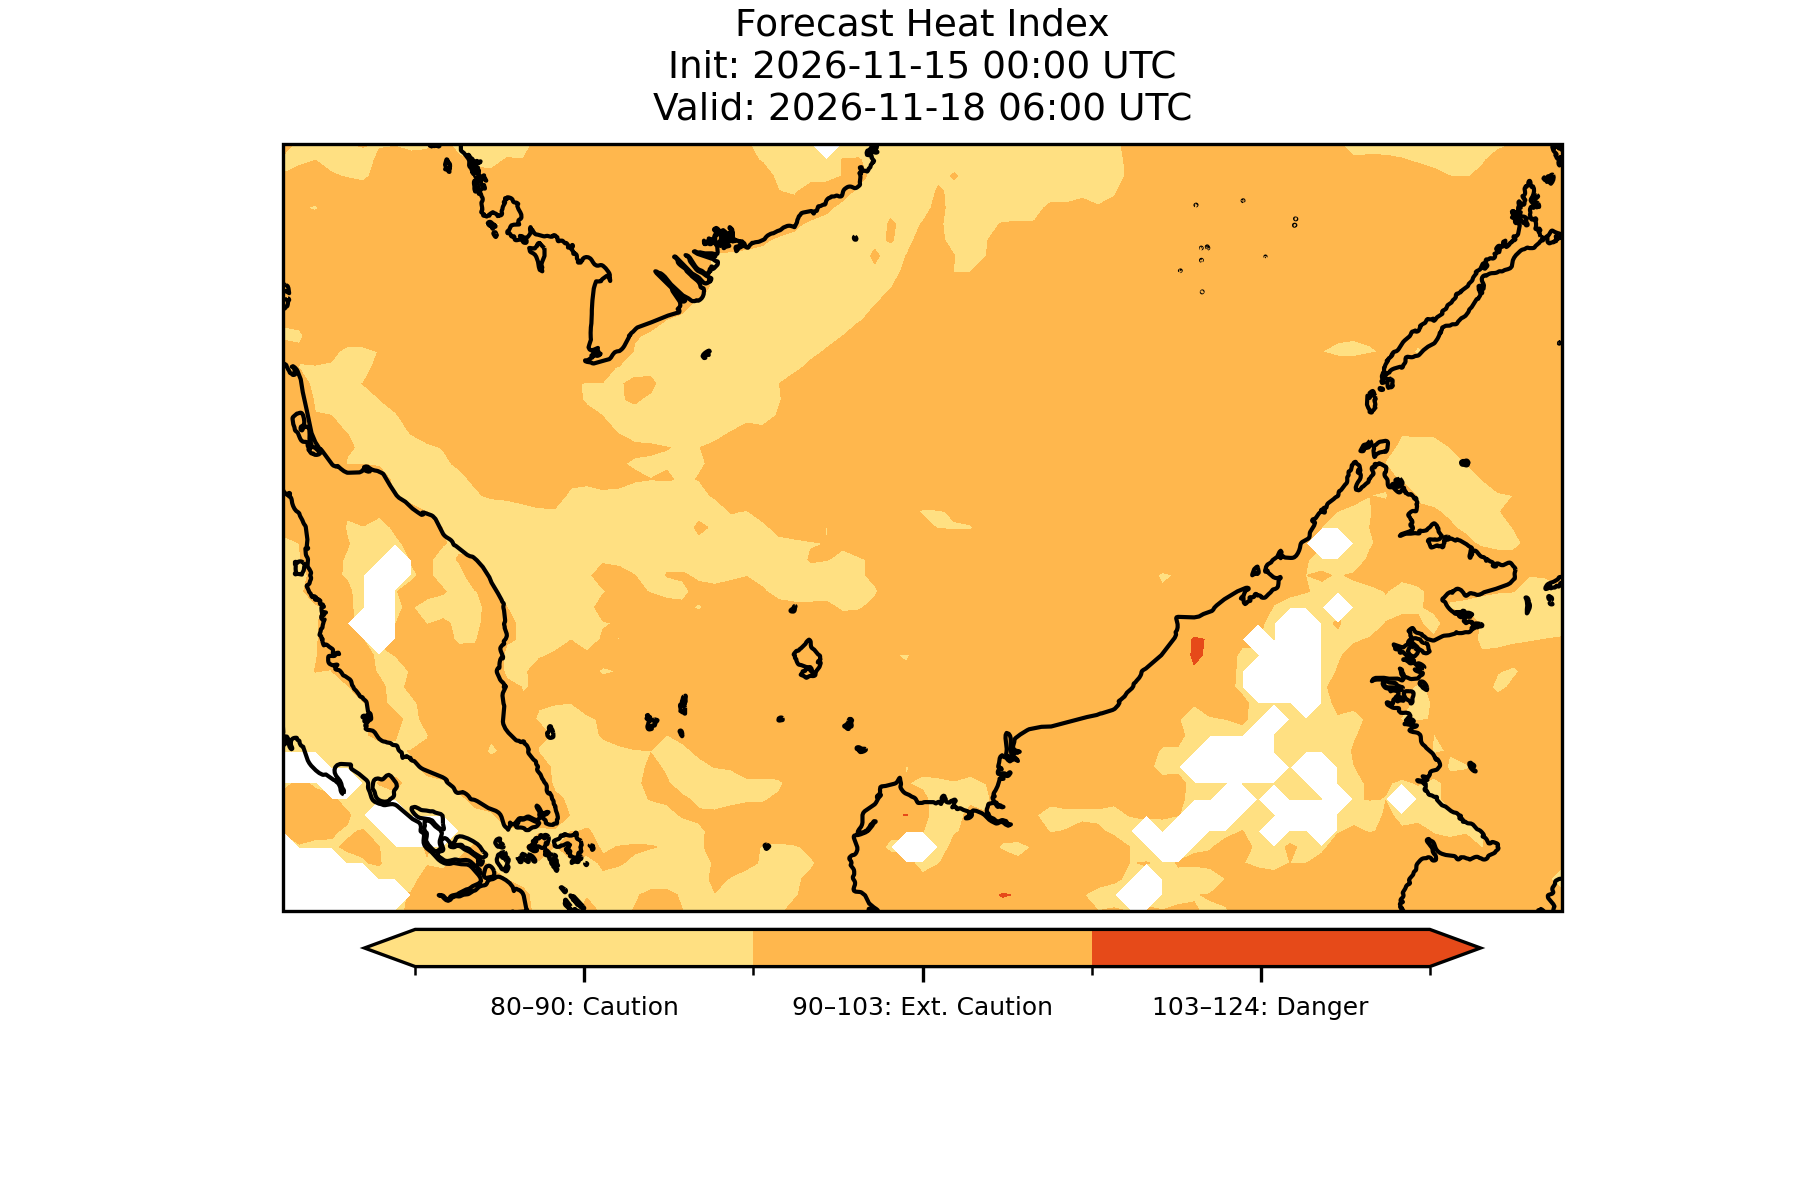 Forecast Heat Index
Init: 2026-11-15 00:00 UTC
Valid: 2026-11-18 06:00 UTC
80–90: Caution
90–103: Ext. Caution
103–124: Danger